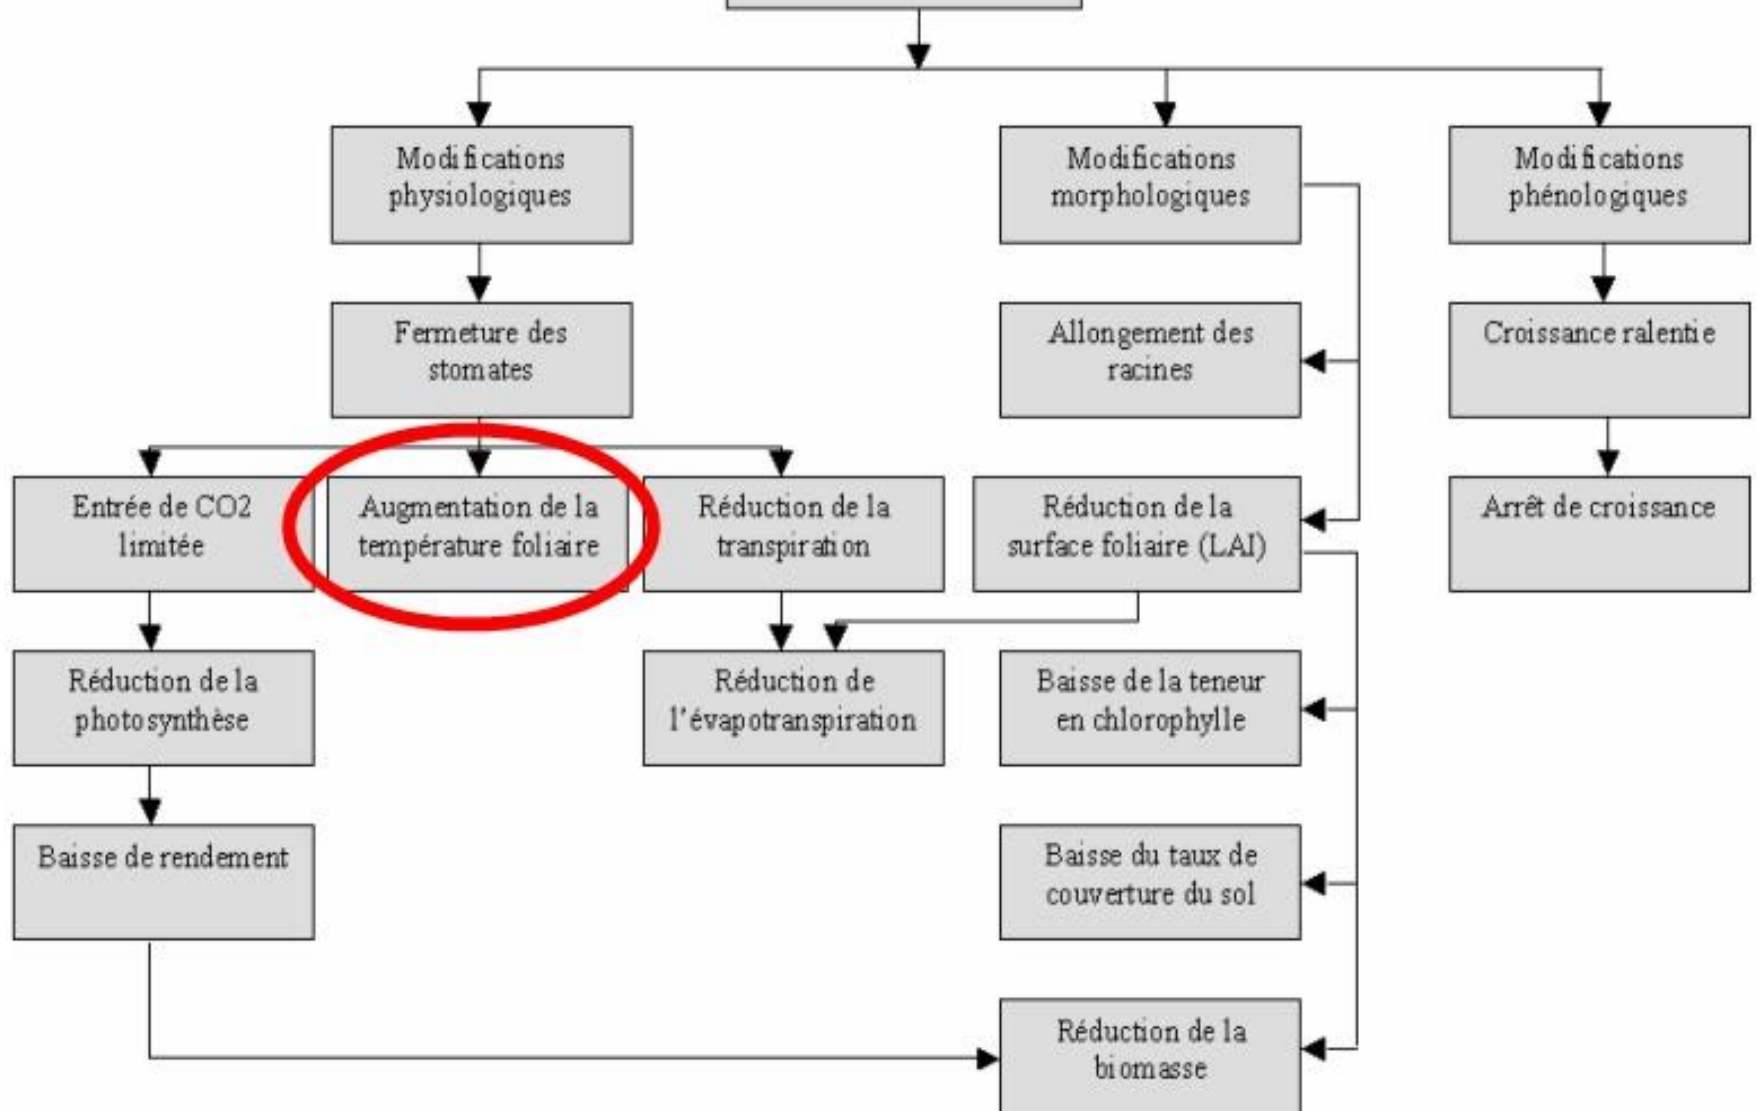 Modifications
physiologiques
Modifications
morphologiques
Modifications
phénologiques
Fermeture des
stomates
Allongement des
racines
Croissance ralentie
Entrée de CO2
limitée
Augmentation de la
température foliaire
Réduction de la
transpiration
Réduction de la
surface foliaire (LAI)
Arrêt de croissance
Réduction de la
photosynthèse
Réduction de
l'évapotranspiration
Baisse de la teneur
en chlorophylle
Baisse de rendement
Baisse du taux de
couverture du sol
Réduction de la
biomasse